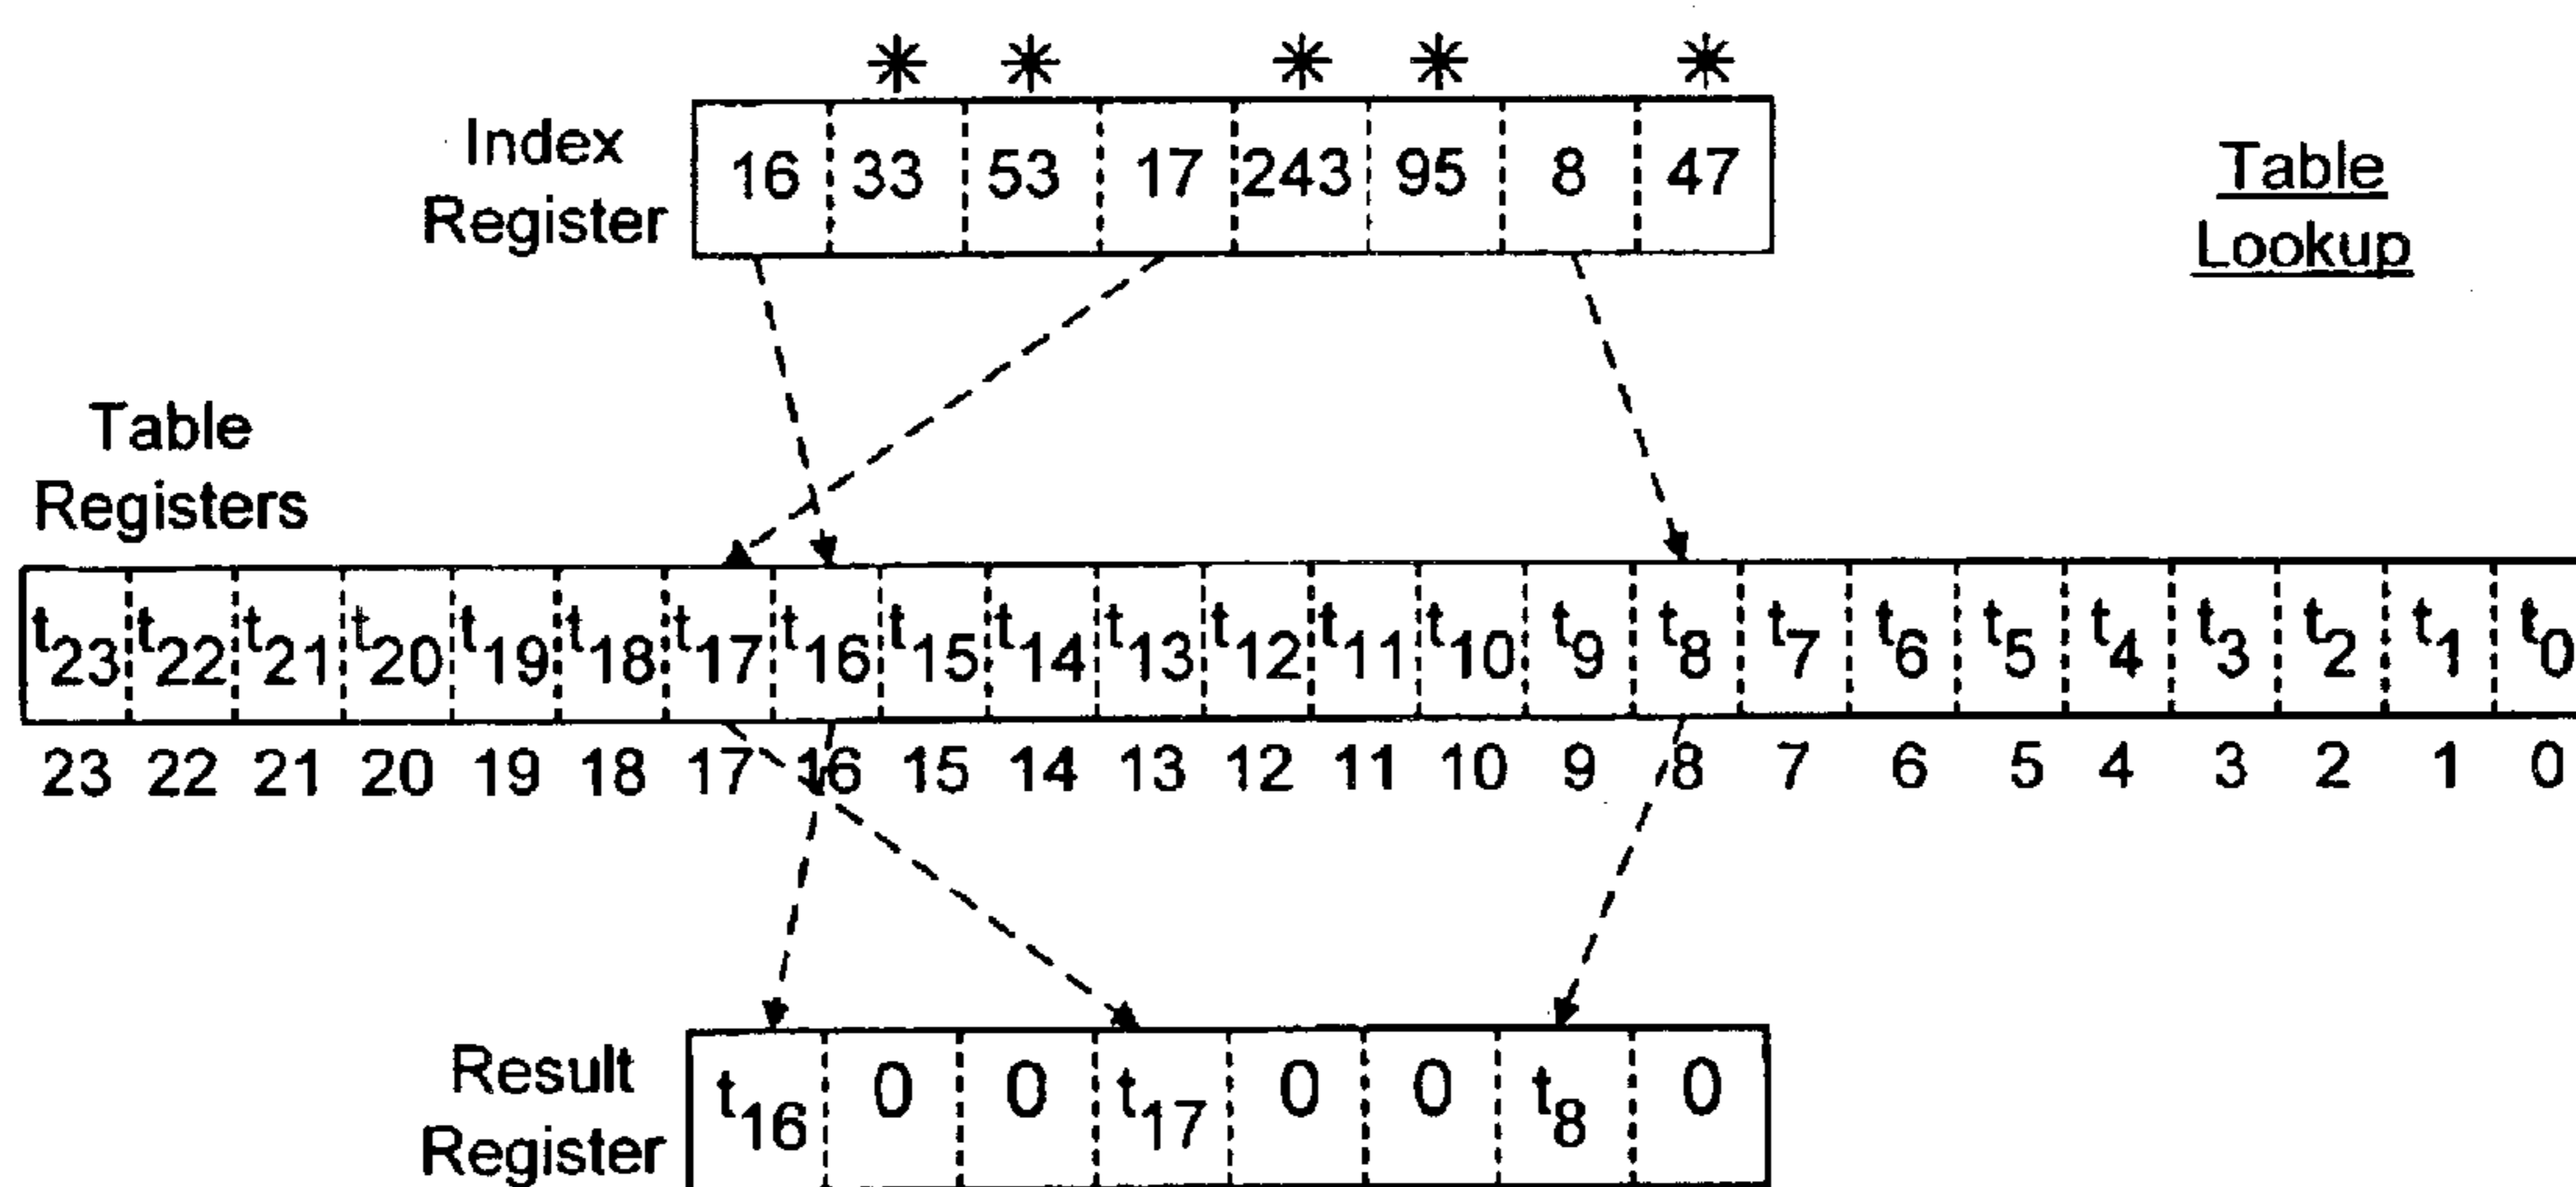 * * * * *
Index
Register
16 33 53 17 243 95 8 47
Table
Lookup
Table
Registers
t23 t22 t21 t20 t19 t18 t17 t16 t15 t14 t13 t12 t11 t10 t9 t8 t7 t6 t5 t4 t3 t2 t1 t0
23 22 21 20 19 18 17 16 15 14 13 12 11 10 9 8 7 6 5 4 3 2 1 0
Result
Register
t16 0 0 t17 0 0 t8 0